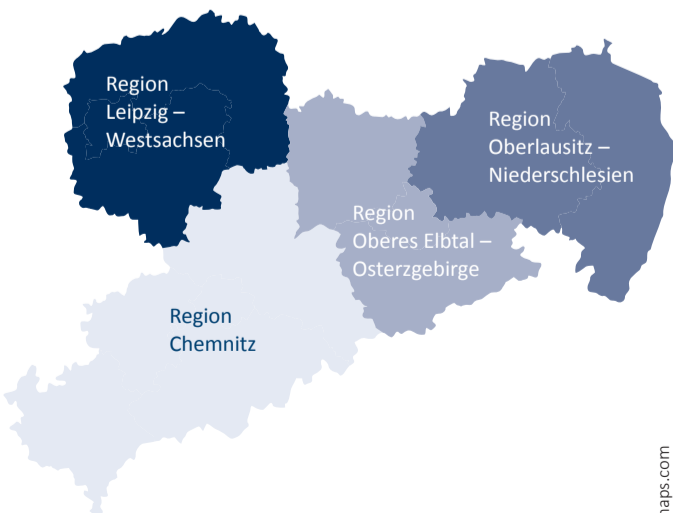 Region
Leipzig –
Westsachsen
Region
Oberlausitz –
Niederschlesien
Region
Oberes Elbtal –
Osterzgebirge
Region
Chemnitz
naps.com